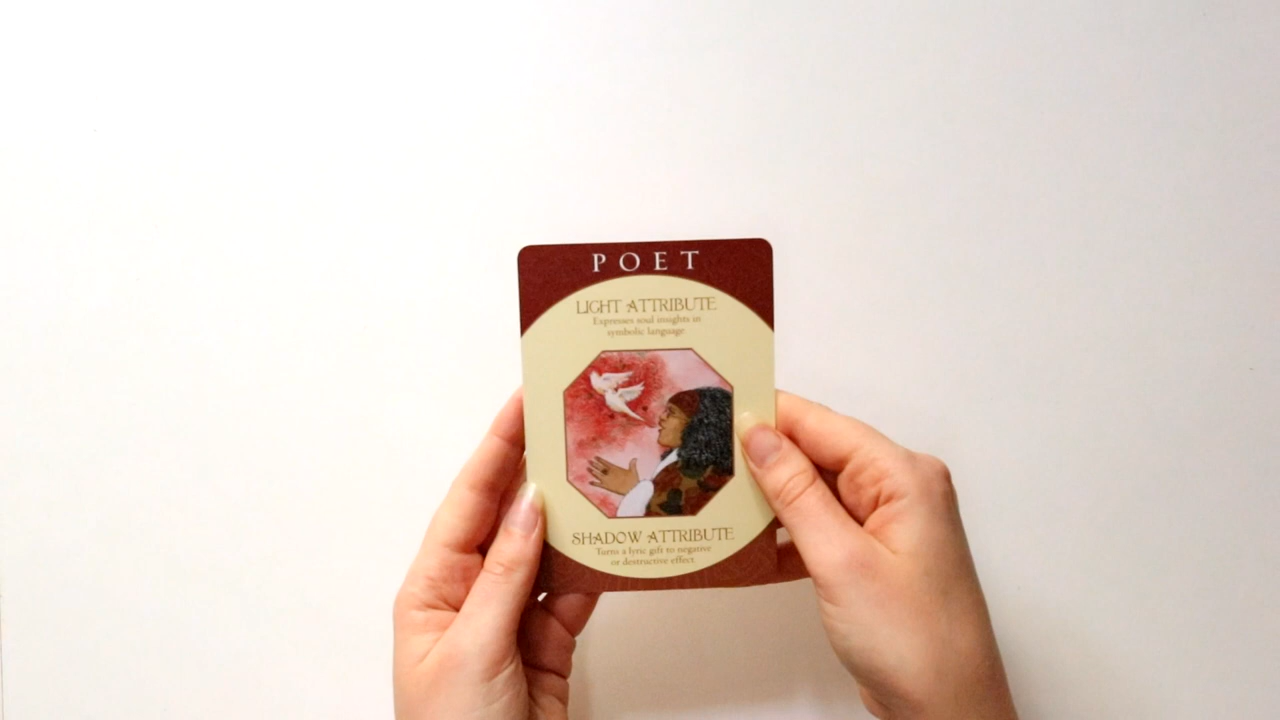 POET
LIGHT ATTRIBUTE
Expresses soul insights in
symbolic language
SHADOW ATTRIBUTE
Turns a lyric gift to negative
or destructive effect